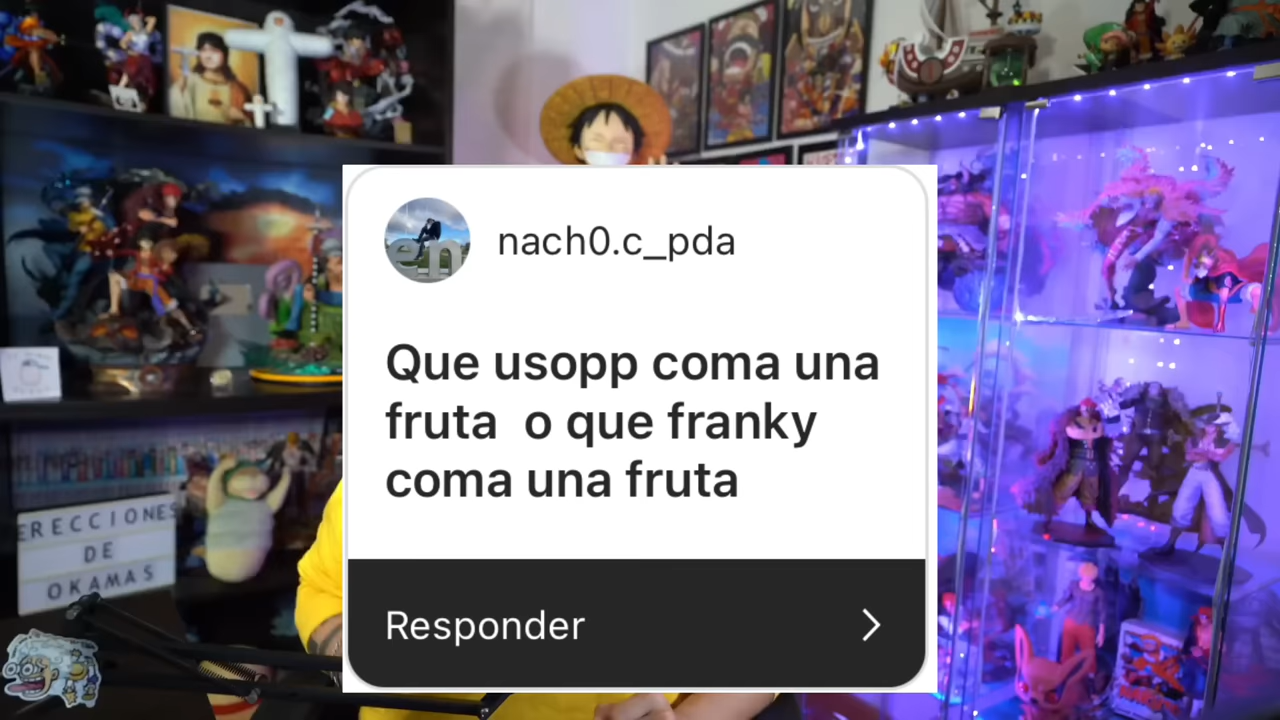 nach0.c_pda
Que usopp coma una
fruta  o que franky
coma una fruta
Responder
ERECCIONES
DE
OKAMAS